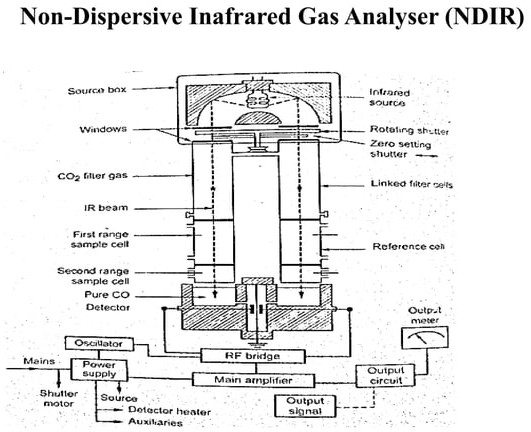 Non-Dispersive Inafrared Gas Analyser (NDIR)
Source box
Infrared
source
Windows
Rotating shutter
Zero setting
shutter
CO2 filter gas
Linked filter cells
IR beam
First range
sample cell
Reference cell
Second range
sample cell
Pure CO
Detector
Output
meter
Oscillator
RF bridge
Mains
Power
supply
Main amplifier
Output
circuit
Shutter
motor
Source
Detector heater
Auxiliaries
Output
signal